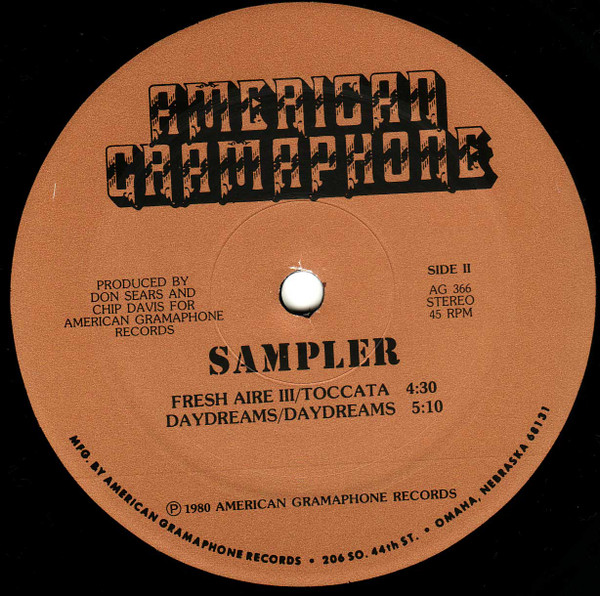 AMERICAN
GRAMAPHONE
PRODUCED BY
DON SEARS AND
CHIP DAVIS FOR
AMERICAN GRAMAPHONE
RECORDS
SIDE II
AG 366
STEREO
45 RPM
SAMPLER
FRESH AIRE III/TOCCATA 4:30
DAYDREAMS/DAYDREAMS 5:10
Ⓟ 1980 AMERICAN GRAMAPHONE RECORDS
MFG. BY AMERICAN GRAMAPHONE RECORDS • 206 SO. 44th ST. • OMAHA, NEBRASKA 68131